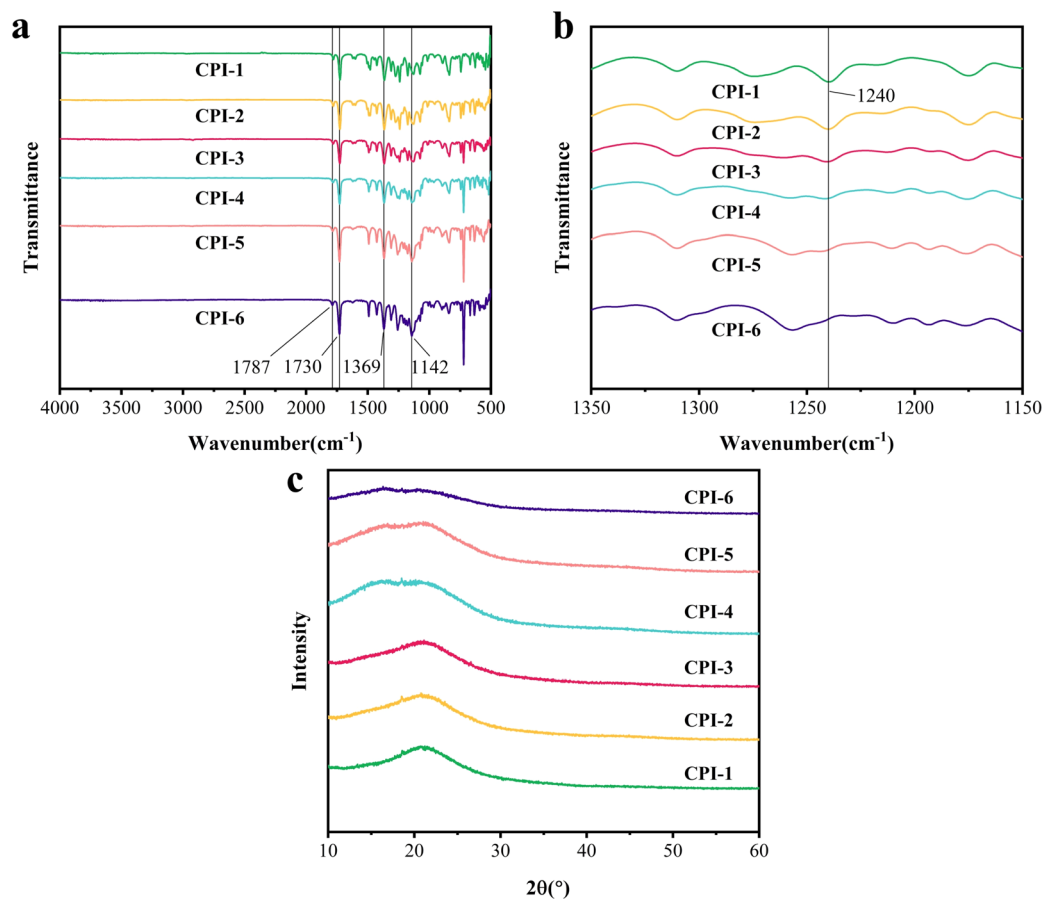 a
CPI-1
CPI-2
CPI-3
CPI-4
CPI-5
CPI-6
1787
1730
1369
1142
4000 3500 3000 2500 2000 1500 1000 500
Wavenumber(cm⁻¹)
Transmittance
b
CPI-1
1240
CPI-2
CPI-3
CPI-4
CPI-5
CPI-6
1350 1300 1250 1200 1150
Wavenumber(cm⁻¹)
Transmittance
c
CPI-6
CPI-5
CPI-4
CPI-3
CPI-2
CPI-1
10 20 30 40 50 60
2θ(°)
Intensity